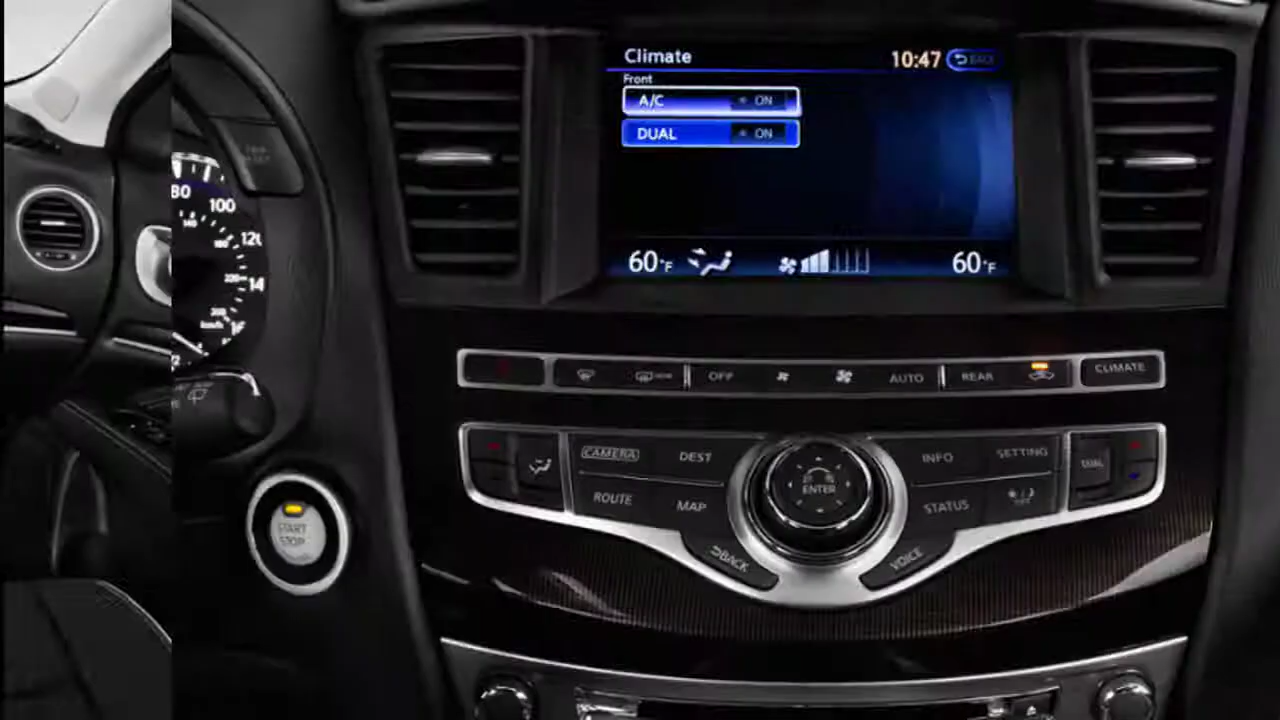 Climate
10:47
BACK
Front
A/C ON
DUAL ON
60°F
60°F
80
100
120
140
km/h
OFF
AUTO
REAR
CLIMATE
CAMERA
DEST
ROUTE
MAP
ENTER
INFO
SETTING
STATUS
DUAL
BACK
VOICE
START
STOP